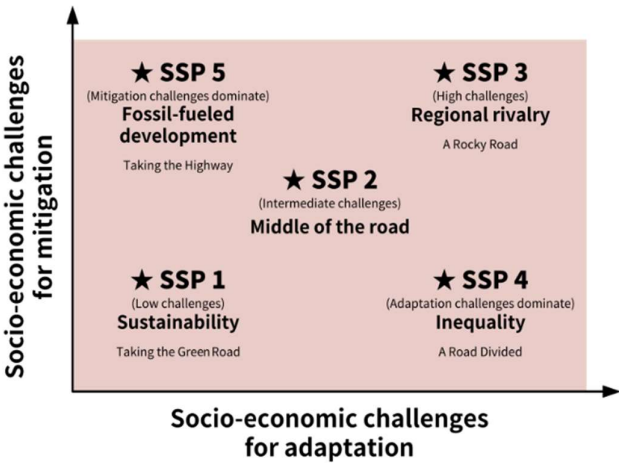 Socio-economic challenges
for mitigation
★ SSP 5
(Mitigation challenges dominate)
Fossil-fueled
development
Taking the Highway
★ SSP 3
(High challenges)
Regional rivalry
A Rocky Road
★ SSP 2
(Intermediate challenges)
Middle of the road
★ SSP 1
(Low challenges)
Sustainability
Taking the Green Road
★ SSP 4
(Adaptation challenges dominate)
Inequality
A Road Divided
Socio-economic challenges
for adaptation